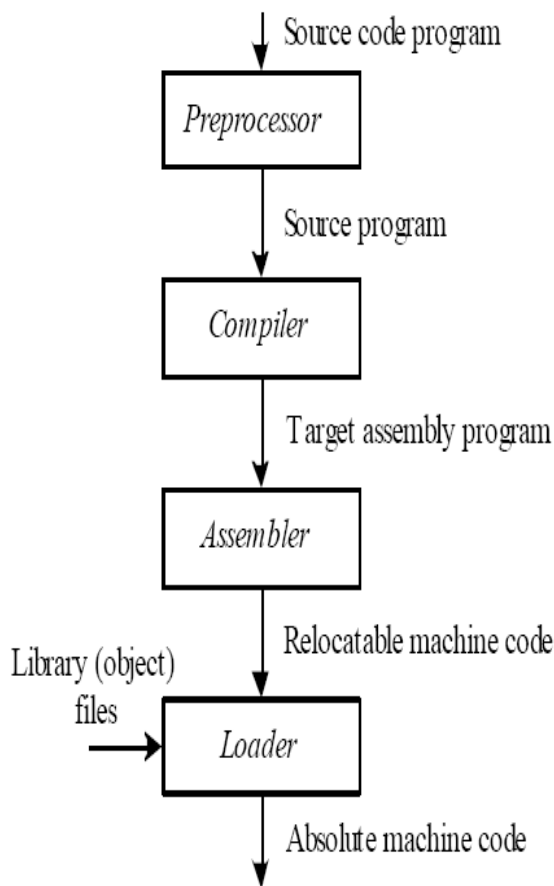 Source code program
Preprocessor
Source program
Compiler
Target assembly program
Assembler
Relocatable machine code
Library (object)
files
Loader
Absolute machine code